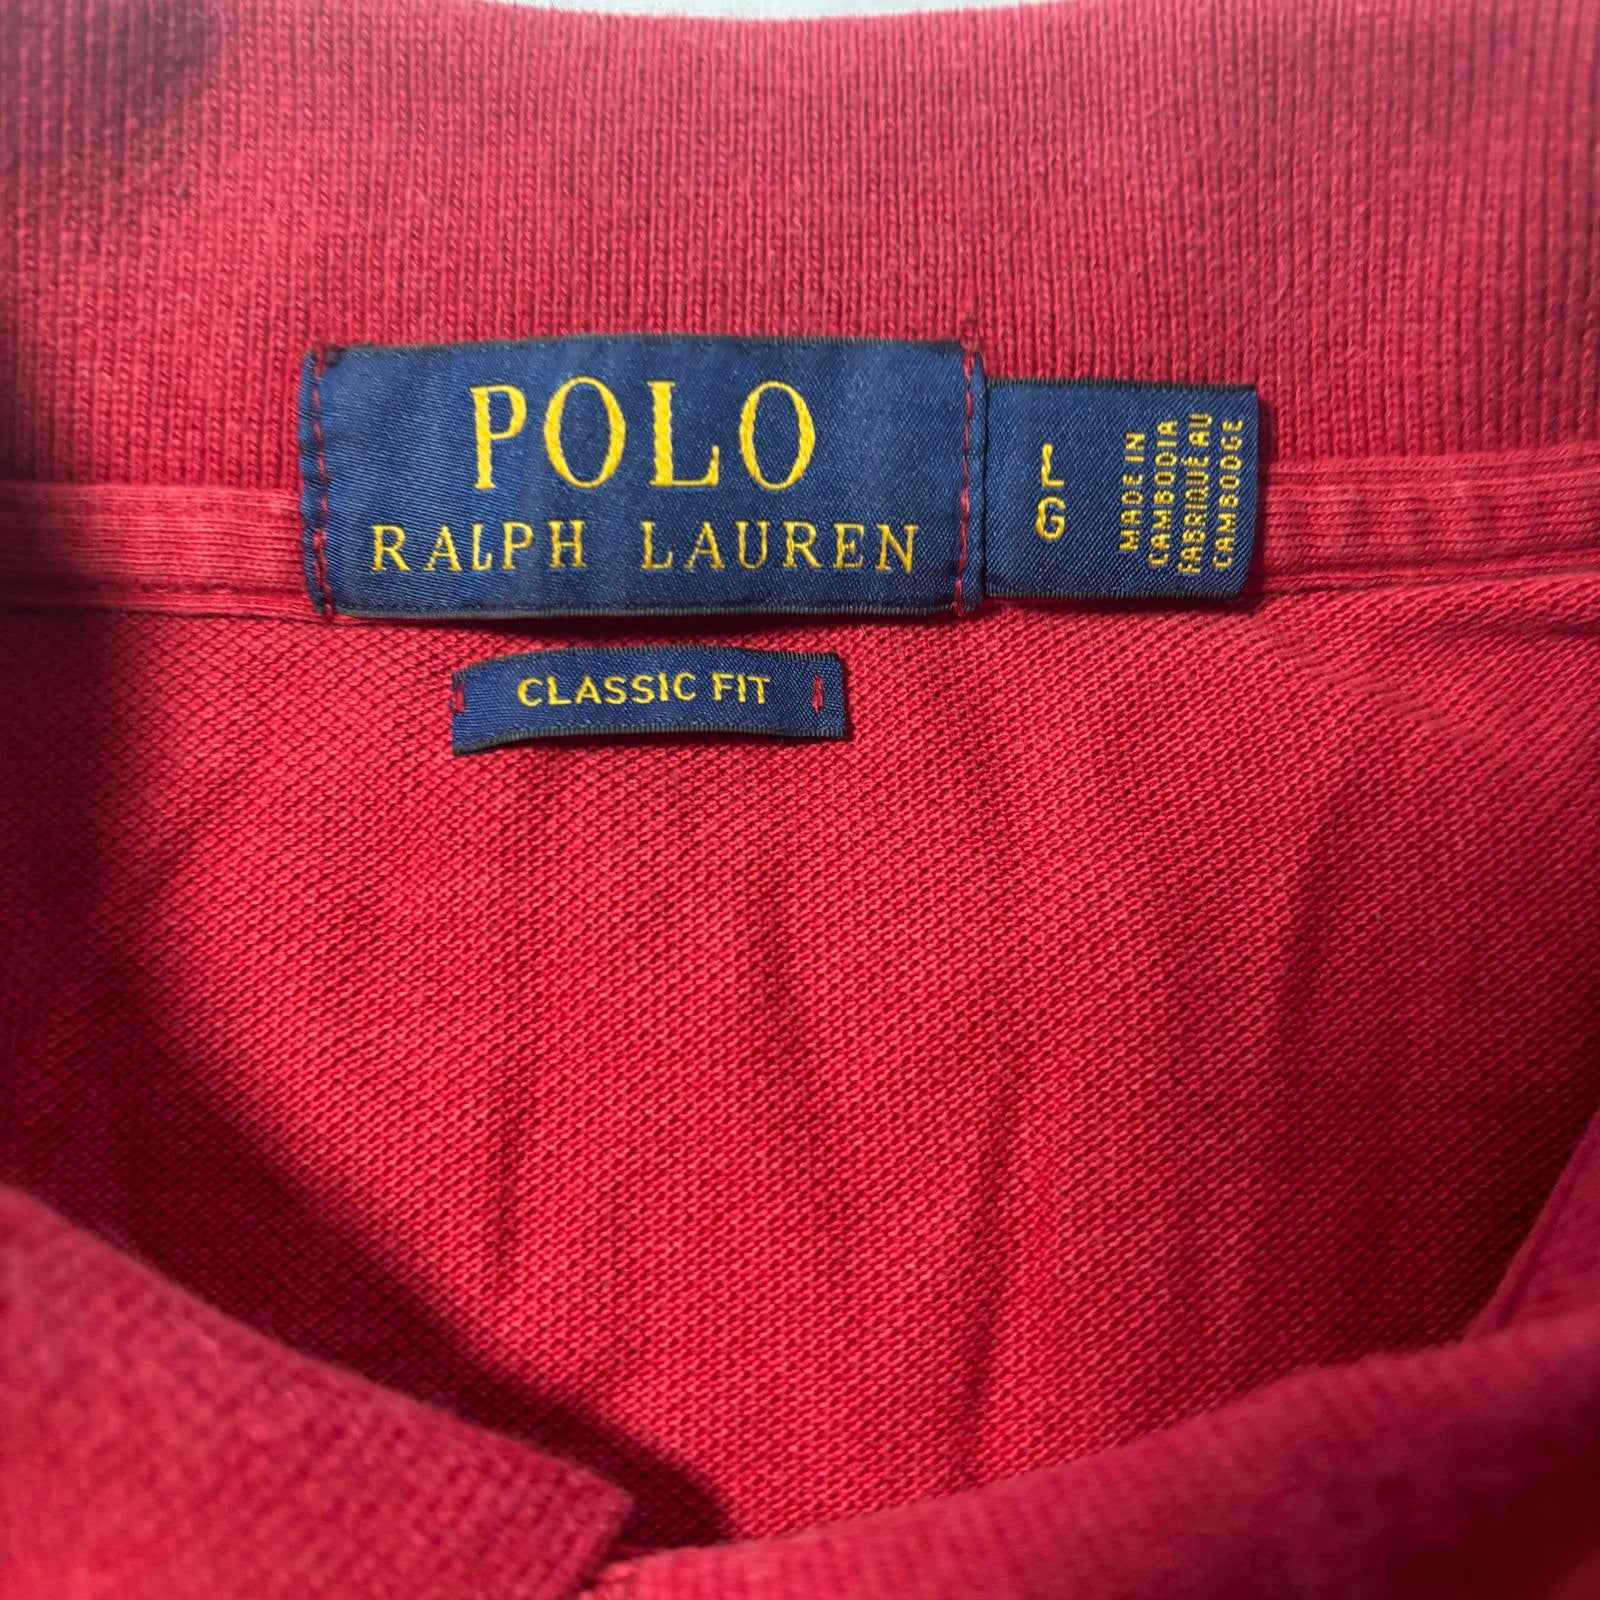 POLO
RALPH LAUREN
L
G
MADE IN
CAMBODIA
FABRIQUÉ AU
CAMBODGE
CLASSIC FIT